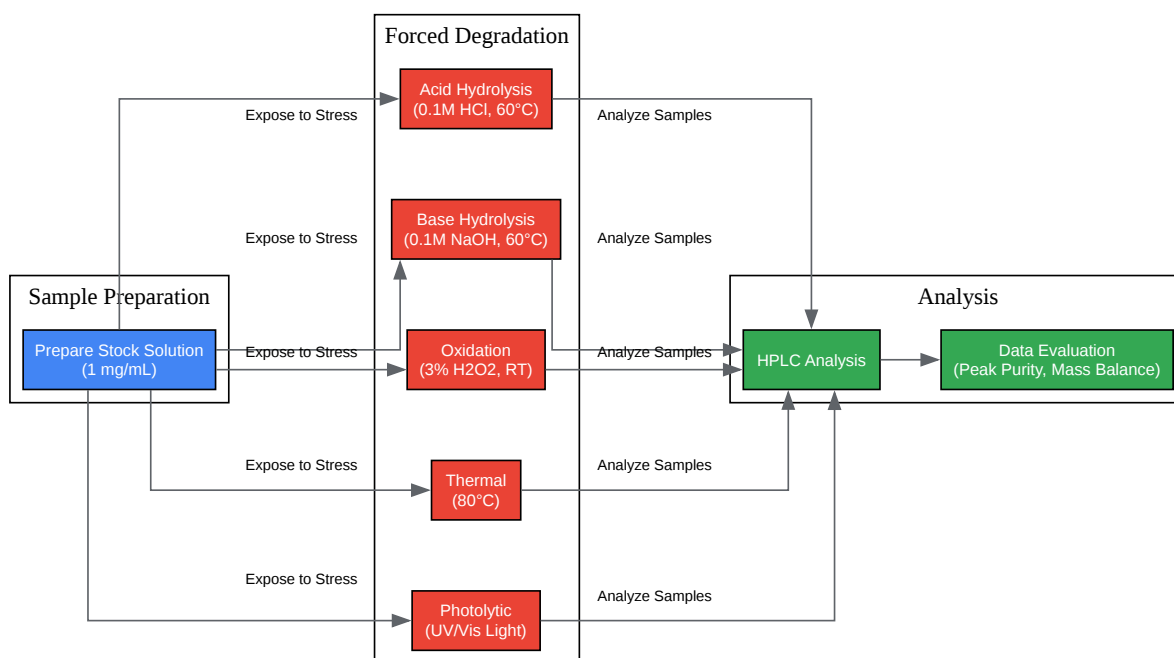 Forced Degradation
Acid Hydrolysis
(0.1M HCl, 60°C)
Expose to Stress
Analyze Samples
Base Hydrolysis
(0.1M NaOH, 60°C)
Expose to Stress
Analyze Samples
Sample Preparation
Analysis
Prepare Stock Solution
(1 mg/mL)
Expose to Stress
Oxidation
(3% H2O2, RT)
Analyze Samples
HPLC Analysis
Data Evaluation
(Peak Purity, Mass Balance)
Expose to Stress
Thermal
(80°C)
Analyze Samples
Expose to Stress
Photolytic
(UV/Vis Light)
Analyze Samples